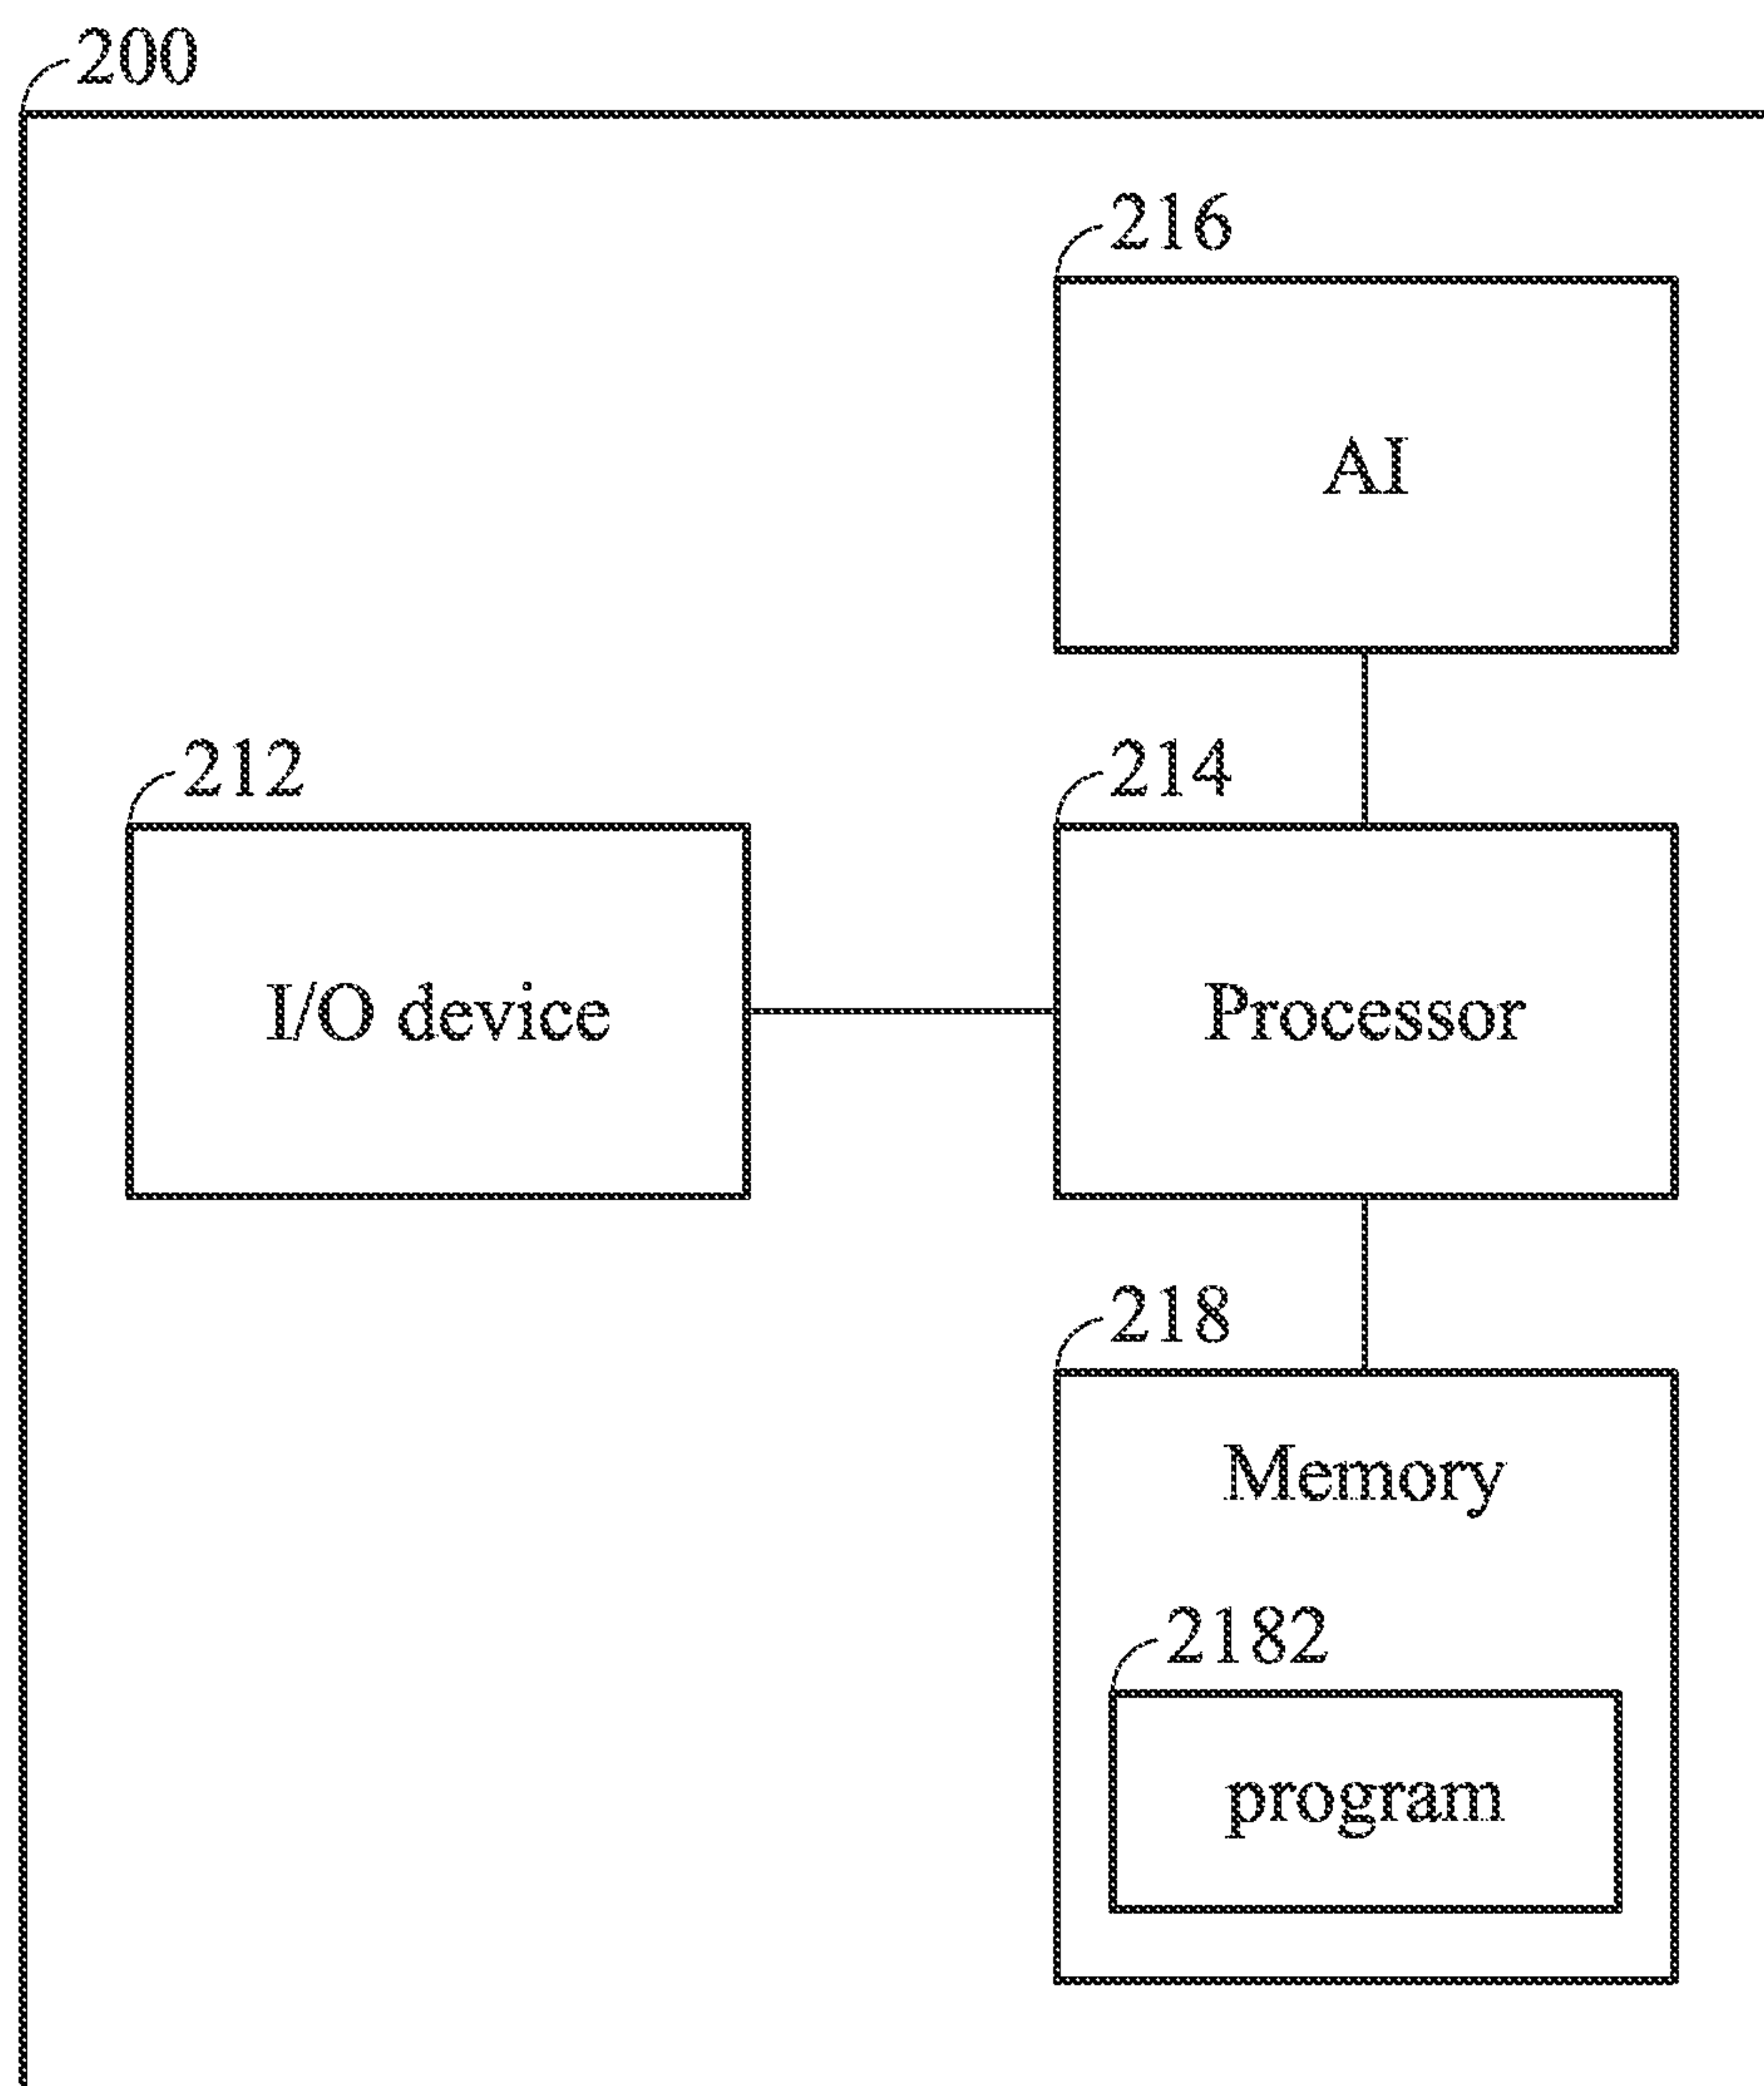 200
216
AI
212
214
I/O device
Processor
218
Memory
2182
program